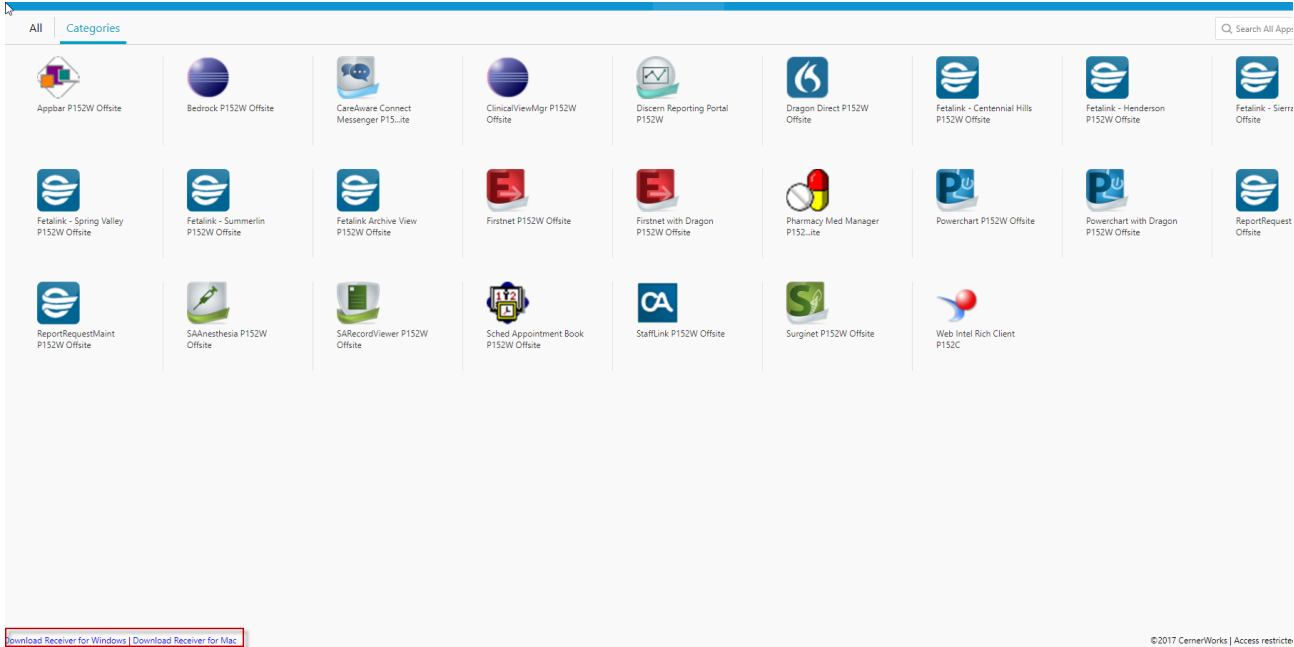 All
Categories
Search All Apps
Appbar P152W Offsite
Bedrock P152W Offsite
CareAware Connect
Messenger P15...ite
ClinicalViewMgr P152W
Offsite
Discern Reporting Portal
P152W
Dragon Direct P152W
Offsite
Fetalink - Centennial Hills
P152W Offsite
Fetalink - Henderson
P152W Offsite
Fetalink - Sierra
Offsite
Fetalink - Spring Valley
P152W Offsite
Fetalink - Summerlin
P152W Offsite
Fetalink Archive View
P152W Offsite
Firstnet P152W Offsite
Firstnet with Dragon
P152W Offsite
Pharmacy Med Manager
P152...ite
Powerchart P152W Offsite
Powerchart with Dragon
P152W Offsite
ReportRequest
Offsite
ReportRequestMaint
P152W Offsite
SAAnesthesia P152W
Offsite
SARecordViewer P152W
Offsite
Sched Appointment Book
P152W Offsite
CA
StaffLink P152W Offsite
Surginet P152W Offsite
Web Intel Rich Client
P152C
Download Receiver for Windows | Download Receiver for Mac
©2017 CernerWorks | Access restricted